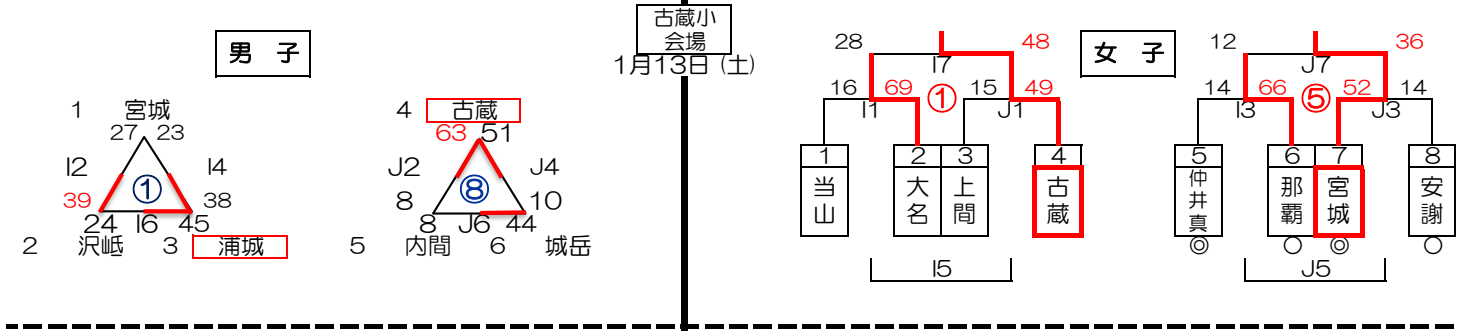 古蔵小
会場
1月13日（土）
男 子
1 宮城
27 23
I2 I4
39 ① 38
24 I6 45
2 沢岻 3 浦城
4 古蔵
63 51
J2 J4
8 ⑧ 10
8 J6 44
5 内間 6 城岳
女 子
28 48
I7
16 69 ① 15 49
I1 J1
1 2 3 4
当山 大名 上間 古蔵
I5
12 36
J7
14 66 ⑤ 52 14
I3 J3
5 6 7 8
仲井真 那覇 宮城 安謝
◎ ○ ◎ ○
J5